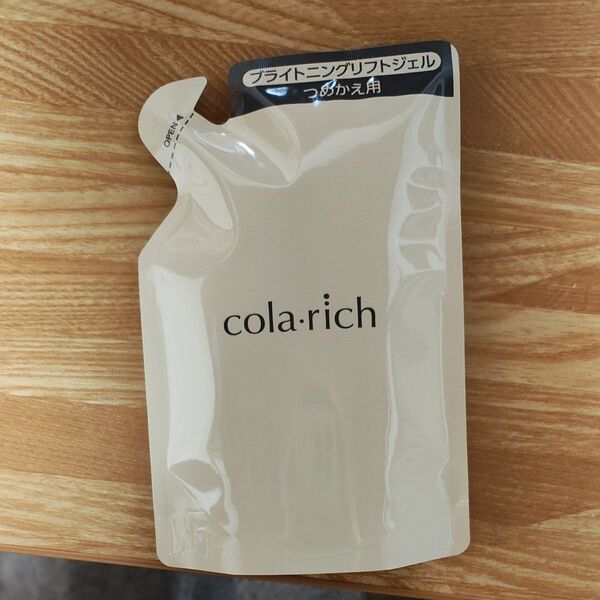 ブライトニングリフトジェル
つめかえ用
OPEN◀
cola·rich